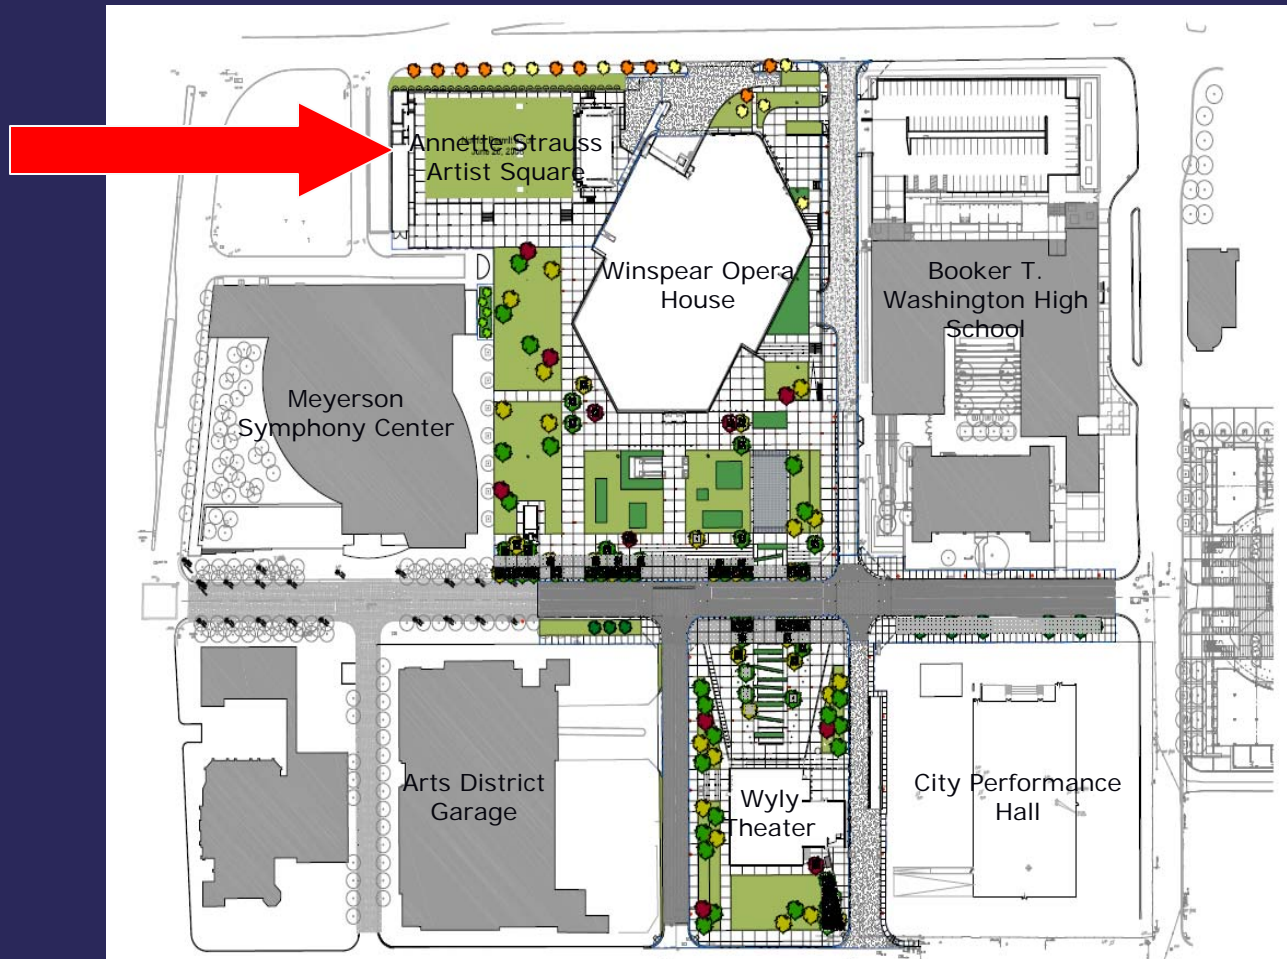 Annette Strauss
Artist Square
Winspear Opera
House
Booker T.
Washington High
School
Meyerson
Symphony Center
Arts District
Garage
Wyly
Theater
City Performance
Hall